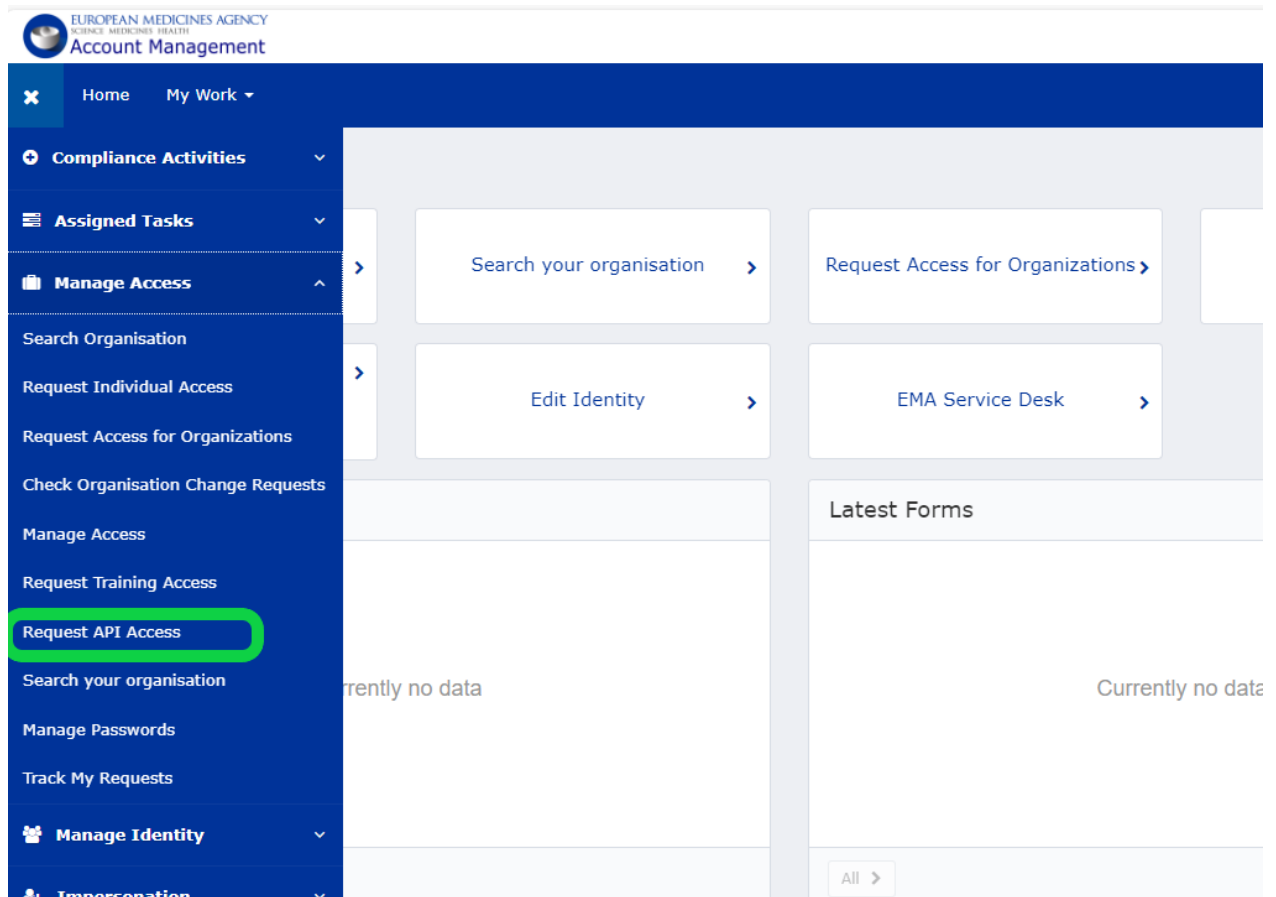 EUROPEAN MEDICINES AGENCY
SCIENCE MEDICINES HEALTH
Account Management
Home My Work
Compliance Activities
Assigned Tasks
Manage Access
Search Organisation
Request Individual Access
Request Access for Organizations
Check Organisation Change Requests
Manage Access
Request Training Access
Request API Access
Search your organisation
Manage Passwords
Track My Requests
Manage Identity
Impersonation
Search your organisation
Request Access for Organizations
Edit Identity
EMA Service Desk
Latest Forms
rrently no data
Currently no data
All